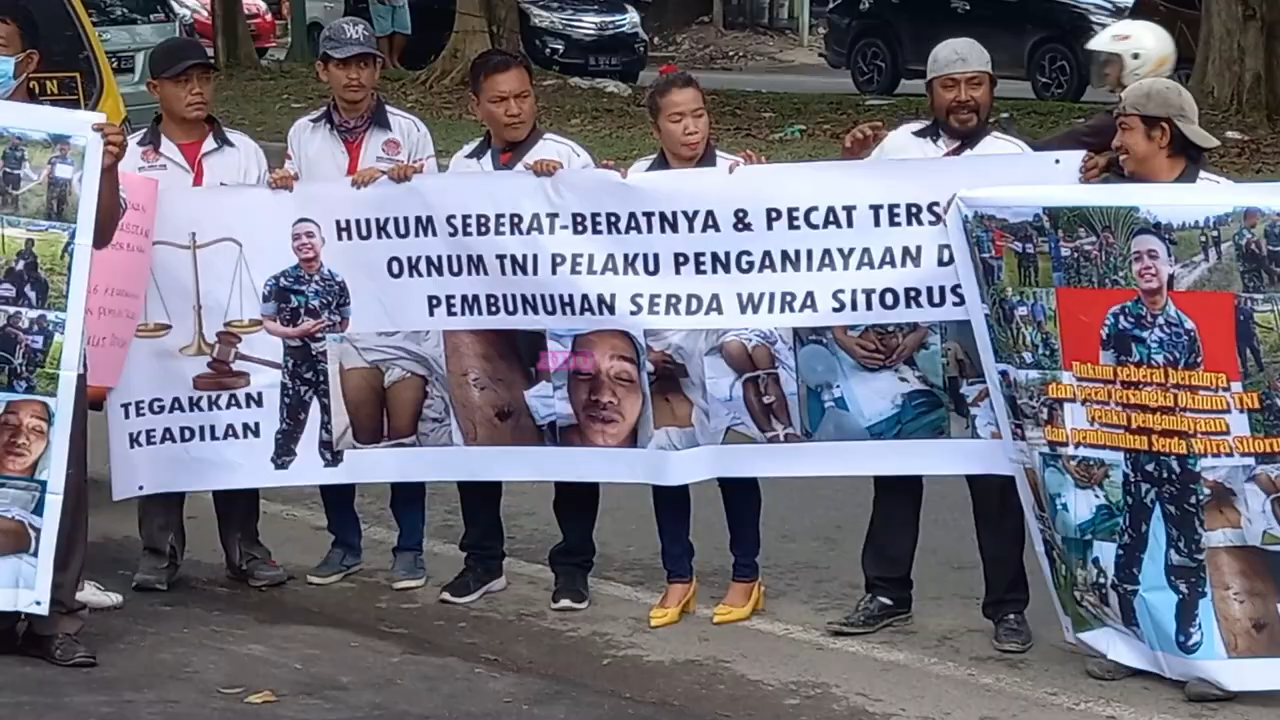 HUKUM SEBERAT-BERATNYA & PECAT TERS
OKNUM TNI PELAKU PENGANIAYAAN D
PEMBUNUHAN SERDA WIRA SITORUS
TEGAKKAN
KEADILAN
Hukum seberat beratnya
dan pecat tersangka Oknum TNI
Pelaku penganiayaan
dan pembunuhan Serda Wira Sitoru